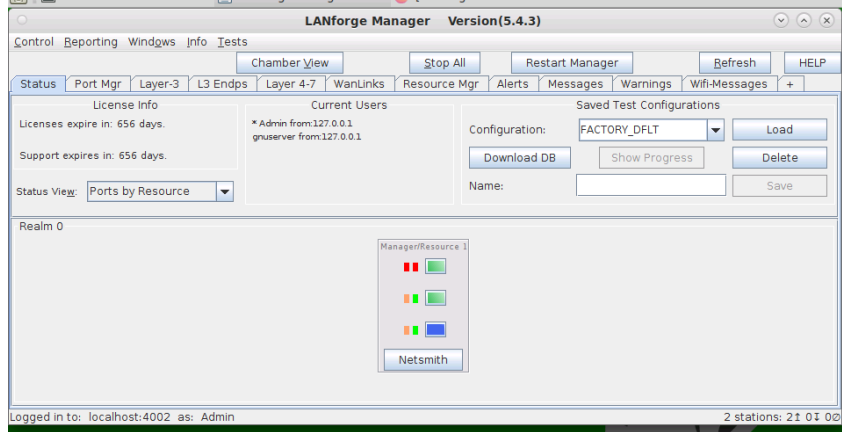 LANforge Manager Version(5.4.3)
Control Reporting Windows Info Tests
Chamber View Stop All Restart Manager Refresh HELP
Status Port Mgr Layer-3 L3 Endps Layer 4-7 WanLinks Resource Mgr Alerts Messages Warnings Wifi-Messages +
License Info Current Users Saved Test Configurations
Licenses expire in: 656 days.
* Admin from:127.0.0.1
gnuserver from:127.0.0.1
Configuration: FACTORY_DFLT Load
Support expires in: 656 days.
Download DB Show Progress Delete
Status View: Ports by Resource
Name: Save
Realm 0
Manager/Resource 1
Netsmith
Logged in to: localhost:4002 as: Admin
2 stations: 2↥ 0↧ 0∅